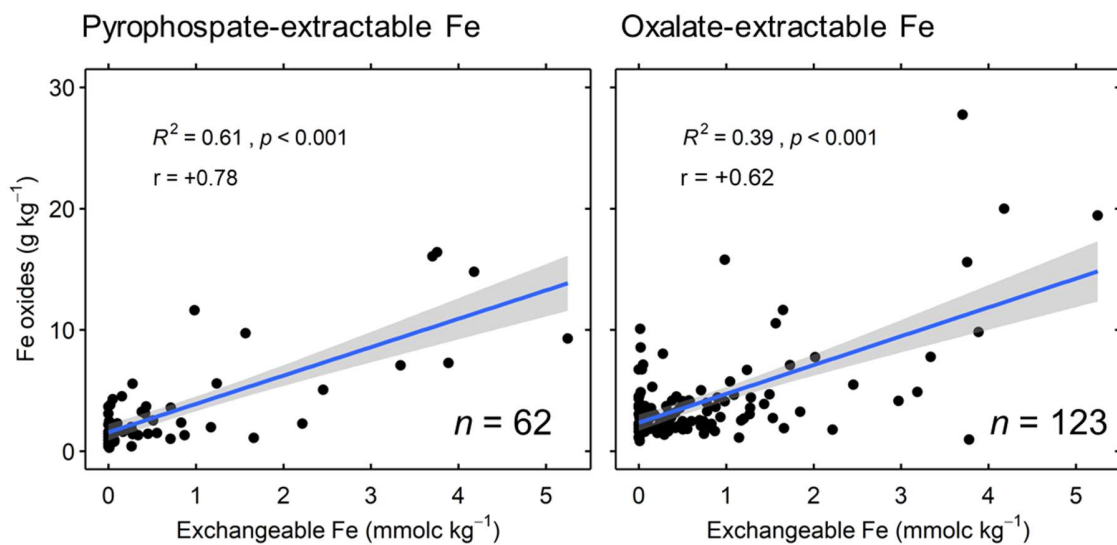 Pyrophospate-extractable Fe
Oxalate-extractable Fe
Fe oxides (g kg⁻¹)
30
20
10
0
R² = 0.61 , p < 0.001
r = +0.78
n = 62
0 1 2 3 4 5
Exchangeable Fe (mmolc kg⁻¹)
R² = 0.39 , p < 0.001
r = +0.62
n = 123
0 1 2 3 4 5
Exchangeable Fe (mmolc kg⁻¹)